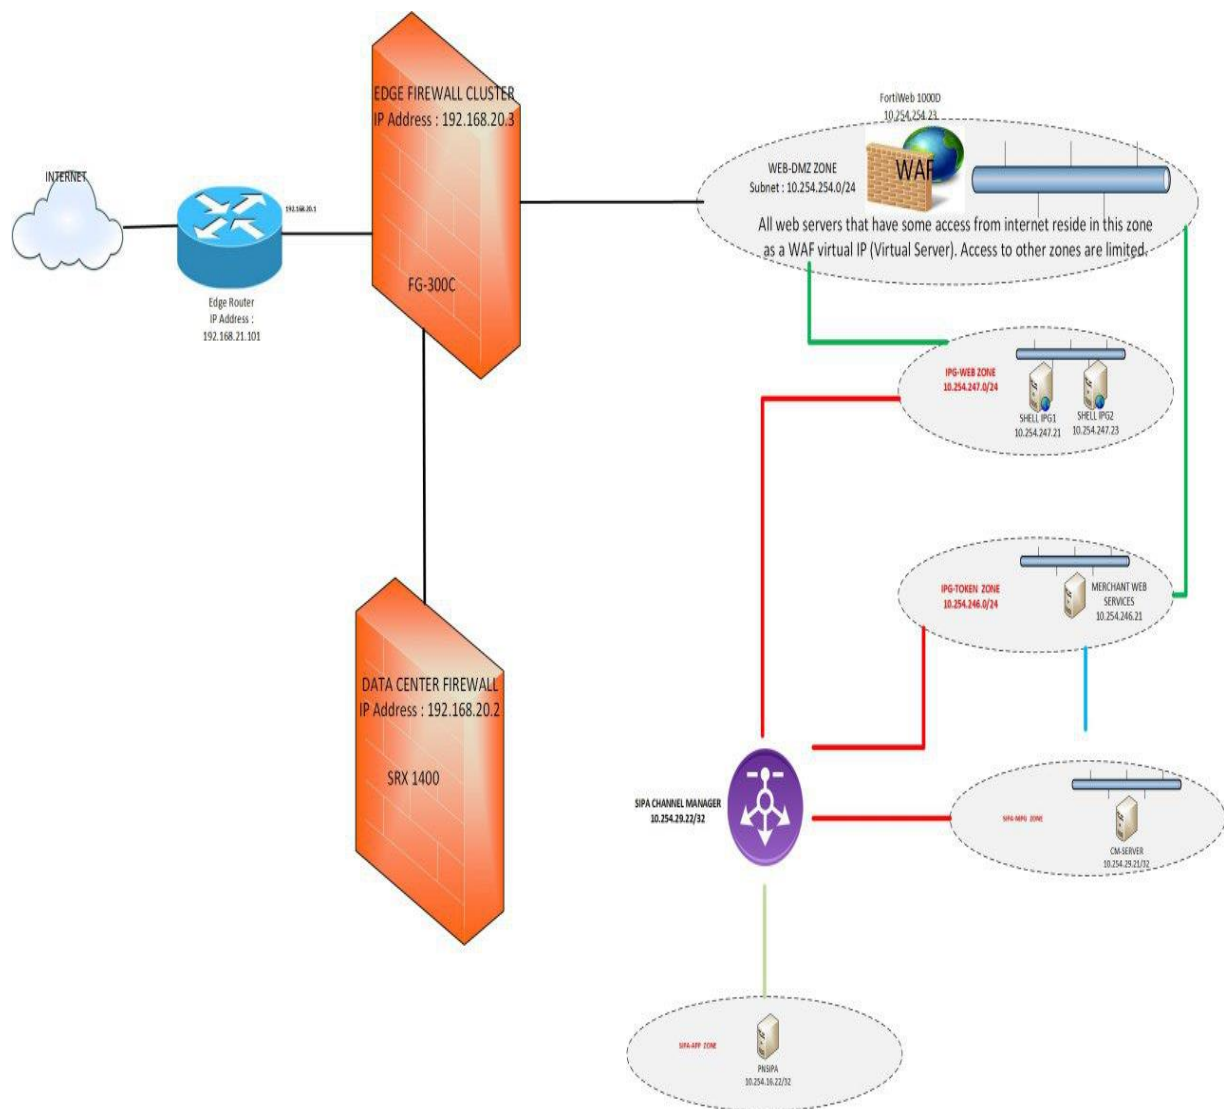 INTERNET
192.168.20.1
Edge Router
IP Address :
192.168.21.101
EDGE FIREWALL CLUSTER
IP Address : 192.168.20.3
FG-300C
DATA CENTER FIREWALL
IP Address : 192.168.20.2
SRX 1400
FortiWeb 1000D
10.254.254.23
WAF
WEB-DMZ ZONE
Subnet : 10.254.254.0/24
All web servers that have some access from internet reside in this zone
as a WAF virtual IP (Virtual Server). Access to other zones are limited.
IPG-WEB ZONE
10.254.247.0/24
SHELL IPG1
10.254.247.21
SHELL IPG2
10.254.247.23
IPG-TOKEN ZONE
10.254.246.0/24
MERCHANT WEB
SERVICES
10.254.246.21
SIPA CHANNEL MANAGER
10.254.29.22/32
SIPA-MPG ZONE
CM-SERVER
10.254.29.21/32
SIPA-APP ZONE
PNSIPA
10.254.16.22/32